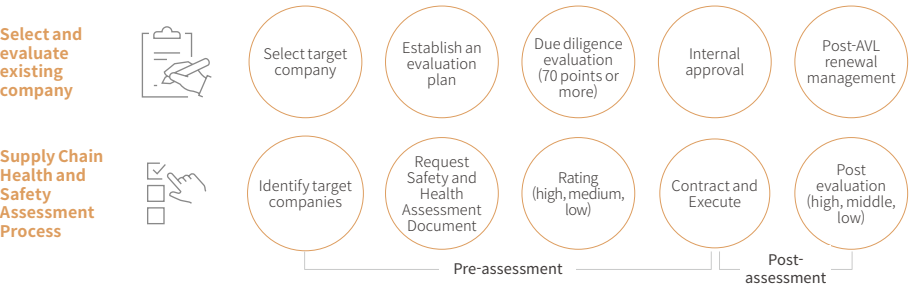 Select and
evaluate
existing
company
Select target
company
Establish an
evaluation
plan
Due diligence
evaluation
(70 points or
more)
Internal
approval
Post-AVL
renewal
management
Supply Chain
Health and
Safety
Assessment
Process
Identify target
companies
Request
Safety and
Health
Assessment
Document
Rating
(high, medium,
low)
Contract and
Execute
Post
evaluation
(high, middle,
low)
Pre-assessment
Post-
assessment